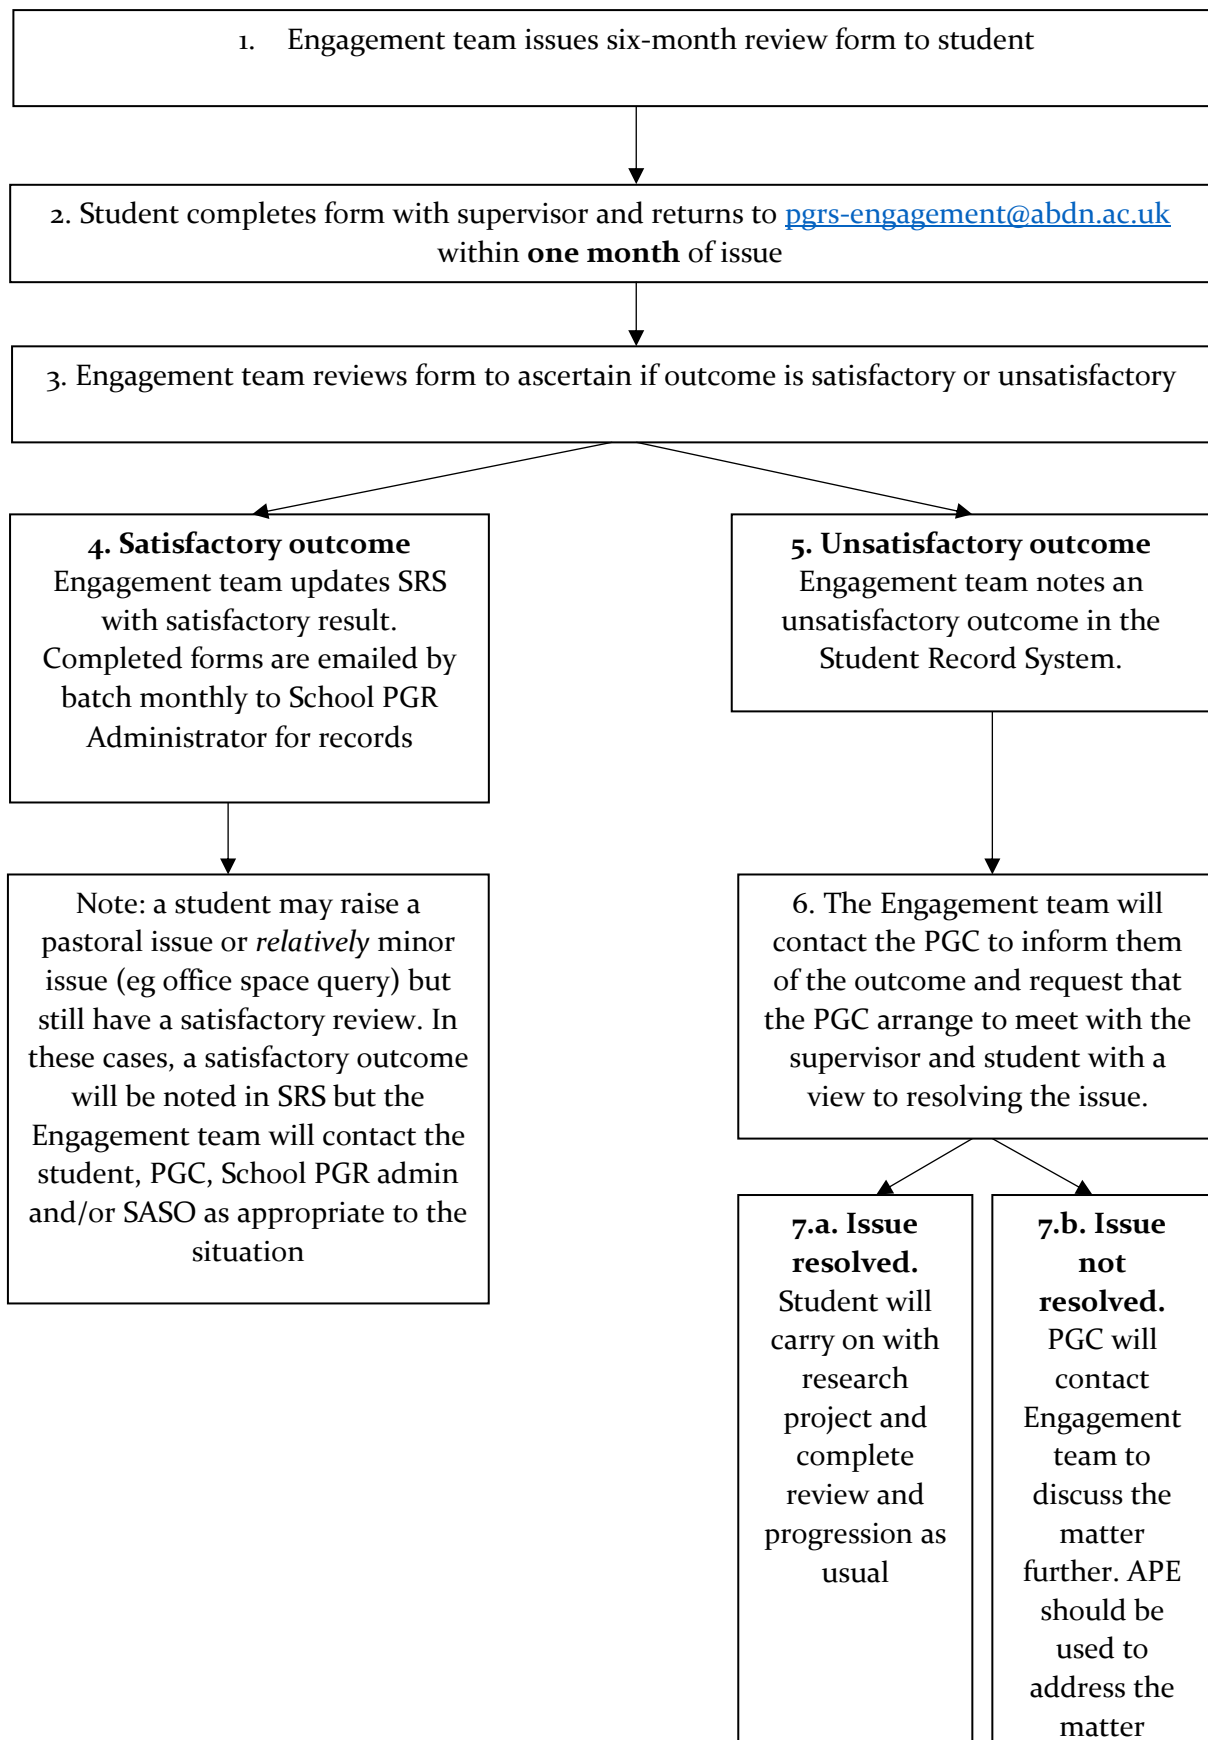 1. Engagement team issues six-month review form to student
2. Student completes form with supervisor and returns to pgrs-engagement@abdn.ac.uk
within one month of issue
3. Engagement team reviews form to ascertain if outcome is satisfactory or unsatisfactory
4. Satisfactory outcome
Engagement team updates SRS
with satisfactory result.
Completed forms are emailed by
batch monthly to School PGR
Administrator for records
5. Unsatisfactory outcome
Engagement team notes an
unsatisfactory outcome in the
Student Record System.
Note: a student may raise a
pastoral issue or relatively minor
issue (eg office space query) but
still have a satisfactory review. In
these cases, a satisfactory outcome
will be noted in SRS but the
Engagement team will contact the
student, PGC, School PGR admin
and/or SASO as appropriate to the
situation
6. The Engagement team will
contact the PGC to inform them
of the outcome and request that
the PGC arrange to meet with the
supervisor and student with a
view to resolving the issue.
7.a. Issue
resolved.
Student will
carry on with
research
project and
complete
review and
progression as
usual
7.b. Issue
not
resolved.
PGC will
contact
Engagement
team to
discuss the
matter
further. APE
should be
used to
address the
matter